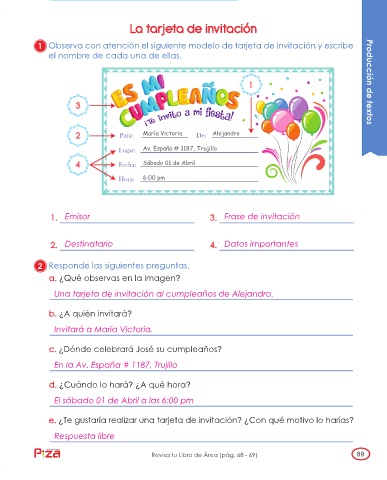 La tarjeta de invitación
1 Observa con atención el siguiente modelo de tarjeta de invitación y escribe
el nombre de cada una de ellas.
Producción de textos
ES MI
CUMPLEAÑOS
¡Te invito a mi fiesta!
1
3
2
4
Para: María Victoria De: Alejandro
Lugar: Av. España # 1187, Trujillo
Fecha: Sábado 01 de Abril
Hora: 6:00 pm
1. Emisor
3. Frase de invitación
2. Destinatario
4. Datos importantes
2 Responde las siguientes preguntas.
a. ¿Qué observas en la imagen?
Una tarjeta de invitación al cumpleaños de Alejandro.
b. ¿A quién invitará?
Invitará a María Victoria.
c. ¿Dónde celebrará José su cumpleaños?
En la Av. España # 1187, Trujillo
d. ¿Cuándo lo hará? ¿A qué hora?
El sábado 01 de Abril a las 6:00 pm
e. ¿Te gustaría realizar una tarjeta de invitación? ¿Con qué motivo lo harías?
Respuesta libre
Revisa tu Libro de Área (pág. 68 - 69)
89